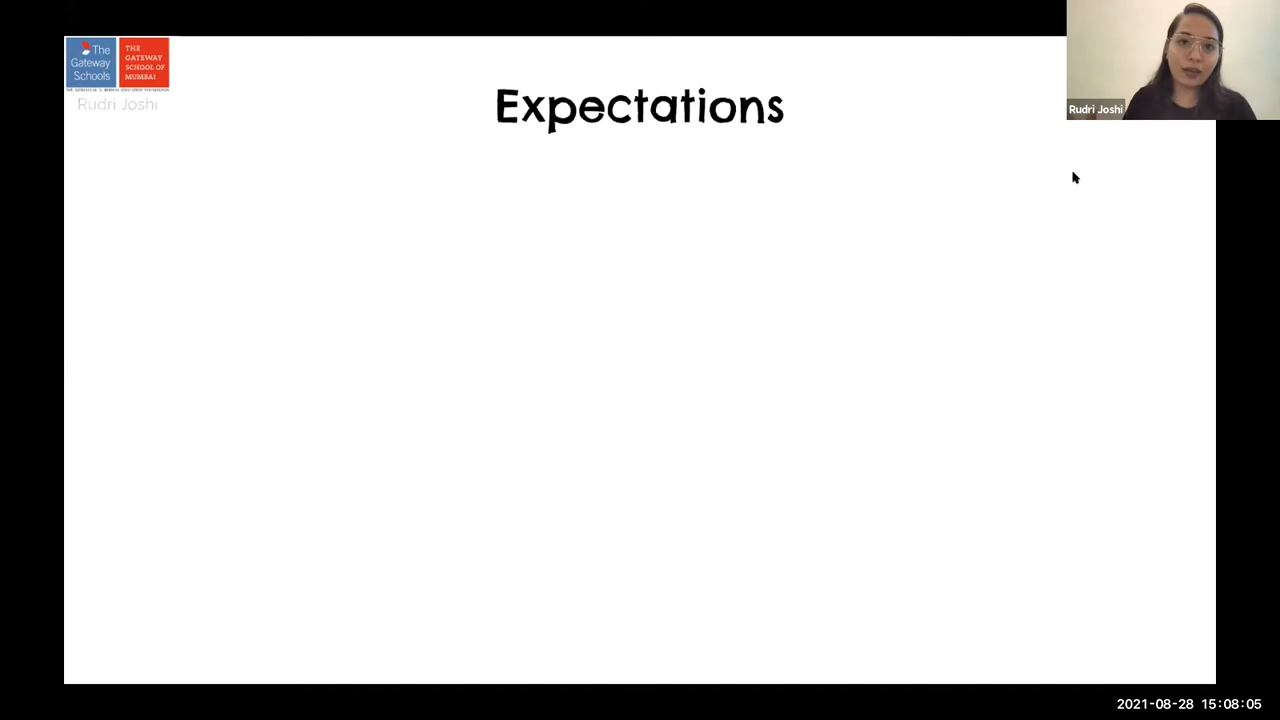 The
Gateway
Schools
THE
GATEWAY
SCHOOL OF
MUMBAI
Rudri Joshi
Expectations
Rudri Joshi
2021-08-28 15:08:05